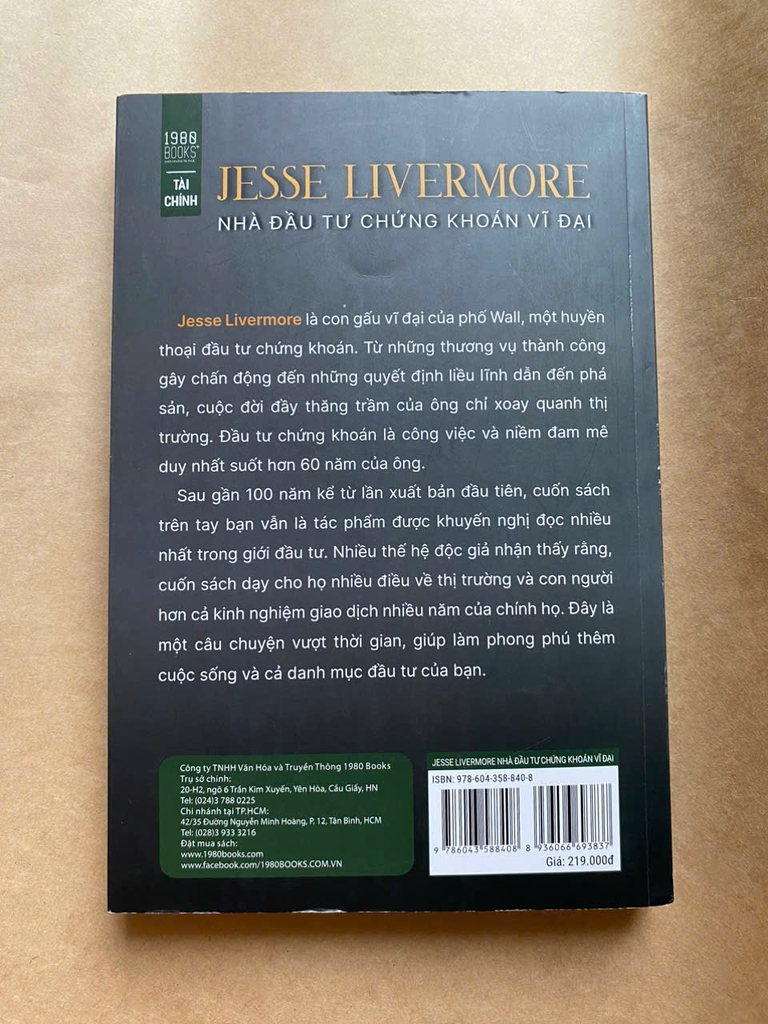 1980
BOOKS
TÀI
CHÍNH
JESSE LIVERMORE
NHÀ ĐẦU TƯ CHỨNG KHOÁN VĨ ĐẠI
Jesse Livermore là con gấu vĩ đại của phố Wall, một huyền
thoại đầu tư chứng khoán. Từ những thương vụ thành công
gây chấn động đến những quyết định liều lĩnh dẫn đến phá
sản, cuộc đời đầy thăng trầm của ông chỉ xoay quanh thị
trường. Đầu tư chứng khoán là công việc và niềm đam mê
duy nhất suốt hơn 60 năm của ông.
Sau gần 100 năm kể từ lần xuất bản đầu tiên, cuốn sách
trên tay bạn vẫn là tác phẩm được khuyến nghị đọc nhiều
nhất trong giới đầu tư. Nhiều thế hệ độc giả nhận thấy rằng,
cuốn sách dạy cho họ nhiều điều về thị trường và con người
hơn cả kinh nghiệm giao dịch nhiều năm của chính họ. Đây là
một câu chuyện vượt thời gian, giúp làm phong phú thêm
cuộc sống và cả danh mục đầu tư của bạn.
Công ty TNHH Văn Hóa và Truyền Thông 1980 Books
Trụ sở chính:
20-H2, ngõ 6 Trần Kim Xuyến, Yên Hòa, Cầu Giấy, HN
Tel: (024)3 788 0225
Chi nhánh tại TP.HCM:
42/35 Đường Nguyễn Minh Hoàng, P. 12, Tân Bình, HCM
Tel: (028)3 933 3216
Đặt mua sách:
www.1980books.com
www.facebook.com/1980BOOKS.COM.VN
JESSE LIVERMORE NHÀ ĐẦU TƯ CHỨNG KHOÁN VĨ ĐẠI
ISBN: 978-604-358-840-8
9 786043 588408 8 936066 693837
Giá: 219.000đ